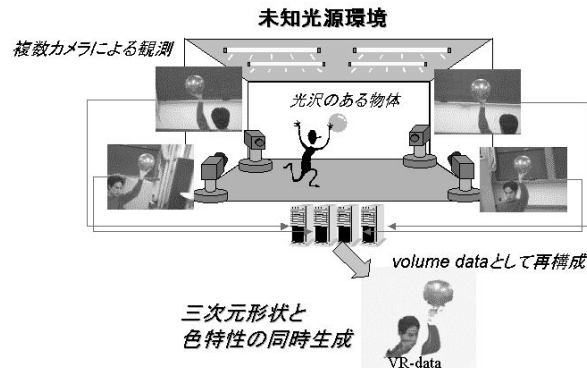 未知光源環境
複数カメラによる観測
光沢のある物体
volume dataとして再構成
三次元形状と
色特性の同時生成
VR-data